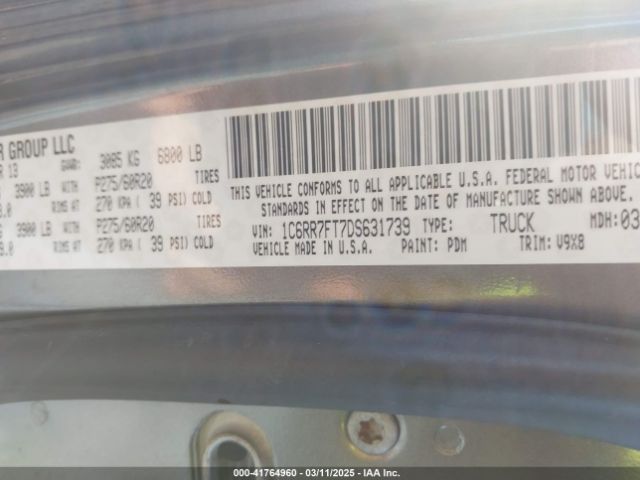 R GROUP LLC
R 13 GAWR: 3085 KG 6800 LB
3900 LB WITH P275/60R20 TIRES
RIMS AT 270 KPA ( 39 PSI) COLD
3900 LB WITH P275/60R20 TIRES
RIMS AT 270 KPA ( 39 PSI) COLD
THIS VEHICLE CONFORMS TO ALL APPLICABLE U.S.A. FEDERAL MOTOR VEHIC
STANDARDS IN EFFECT ON THE DATE OF MANUFACTURE SHOWN ABOVE.
VIN: 1C6RR7FT7DS631739 TYPE: TRUCK MDH: 03
VEHICLE MADE IN U.S.A. PAINT: PDM TRIM: V9X8
000-41764960 - 03/11/2025 - IAA Inc.